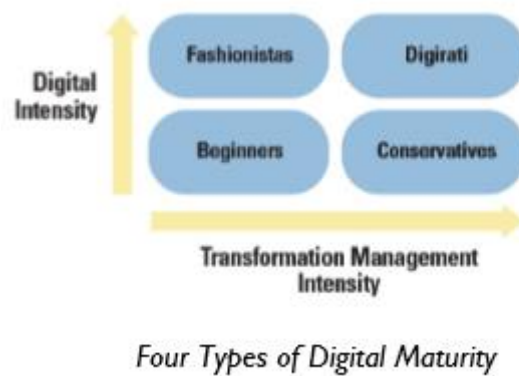 Fashionistas
Digirati
Digital
Intensity
Beginners
Conservatives
Transformation Management
Intensity
Four Types of Digital Maturity